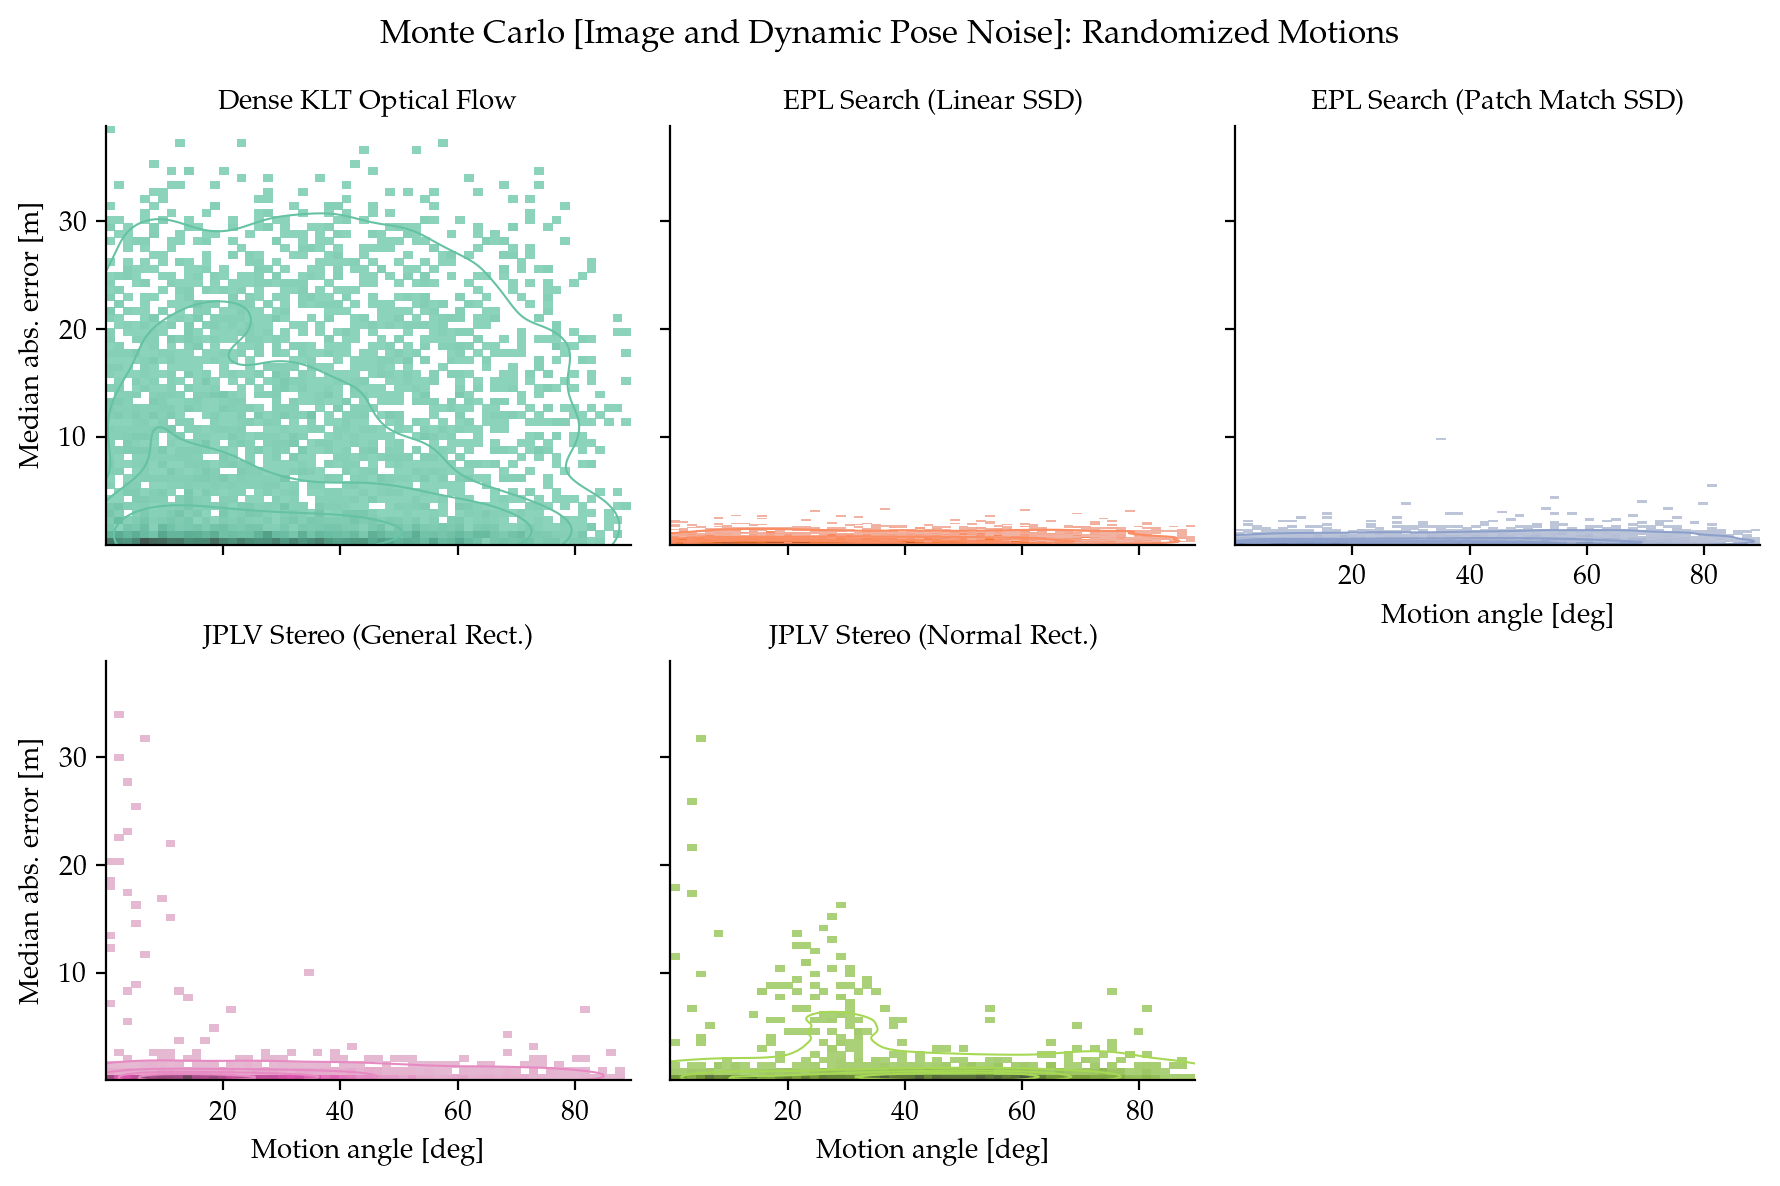 Monte Carlo [Image and Dynamic Pose Noise]: Randomized Motions
Dense KLT Optical Flow
EPL Search (Linear SSD)
EPL Search (Patch Match SSD)
Median abs. error [m]
30
20
10
20 40 60 80
Motion angle [deg]
JPLV Stereo (General Rect.)
JPLV Stereo (Normal Rect.)
Median abs. error [m]
30
20
10
20 40 60 80
Motion angle [deg]
20 40 60 80
Motion angle [deg]